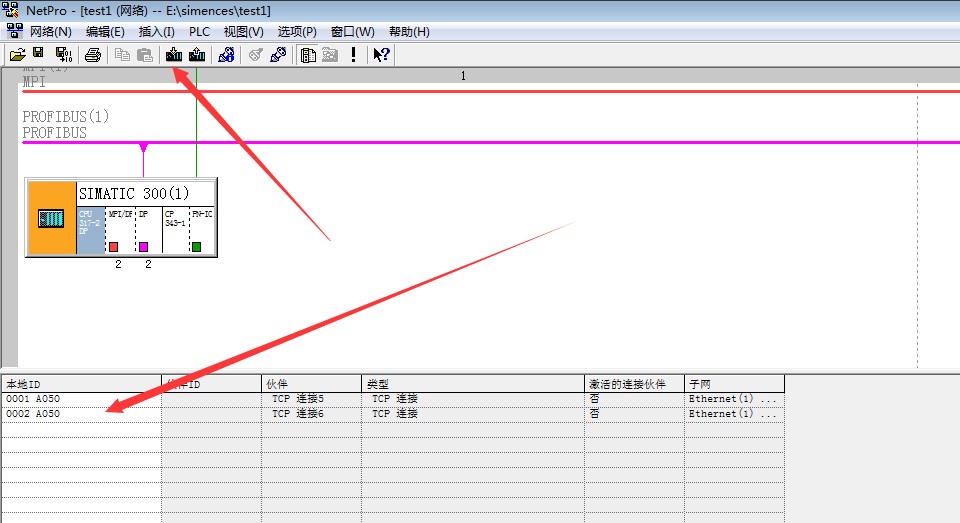 NetPro - [test1 (网络) -- E:\simences\test1]
网络(N) 编辑(E) 插入(I) PLC 视图(V) 选项(P) 窗口(W) 帮助(H)
1
MPI(1)
MPI
PROFIBUS(1)
PROFIBUS
SIMATIC 300(1)
CPU 317-2 DP
MPI/DP
DP
CP 343-1
PN-IO
2 2
本地ID 伙伴ID 伙伴 类型 激活的连接伙伴 子网
0001 A050 TCP 连接5 TCP 连接 否 Ethernet(1) ...
0002 A050 TCP 连接6 TCP 连接 否 Ethernet(1) ...